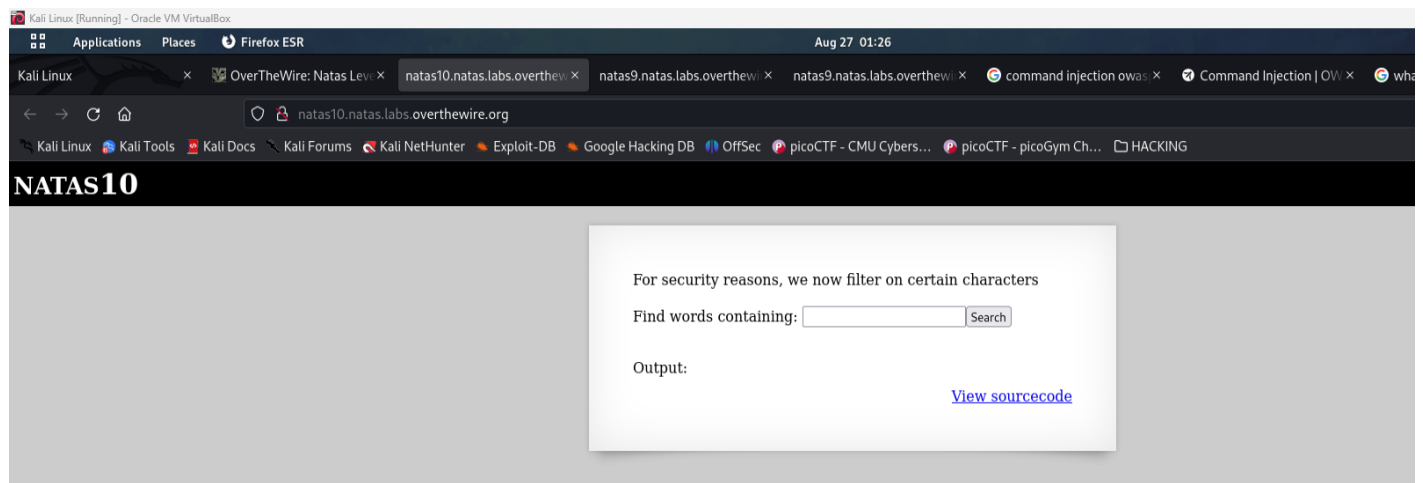 Kali Linux [Running] - Oracle VM VirtualBox
Applications Places Firefox ESR Aug 27 01:26
Kali Linux × OverTheWire: Natas Leve × natas10.natas.labs.overthew × natas9.natas.labs.overthewi × natas9.natas.labs.overthewi × command injection owas × Command Injection | OW × wha
natas10.natas.labs.overthewire.org
Kali Linux Kali Tools Kali Docs Kali Forums Kali NetHunter Exploit-DB Google Hacking DB OffSec picoCTF - CMU Cybers... picoCTF - picoGym Ch... HACKING
NATAS10
For security reasons, we now filter on certain characters
Find words containing: Search
Output:
View sourcecode